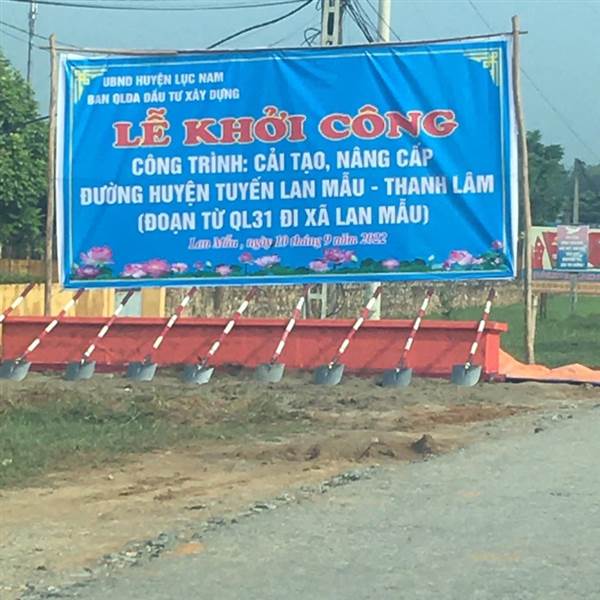 UBND HUYỆN LỤC NAM
BAN QLDA ĐẦU TƯ XÂY DỰNG
LỄ KHỞI CÔNG
CÔNG TRÌNH: CẢI TẠO, NÂNG CẤP
ĐƯỜNG HUYỆN TUYẾN LAN MẪU - THANH LÂM
(ĐOẠN TỪ QL31 ĐI XÃ LAN MẪU)
Lan Mẫu, ngày 10 tháng 9 năm 2022